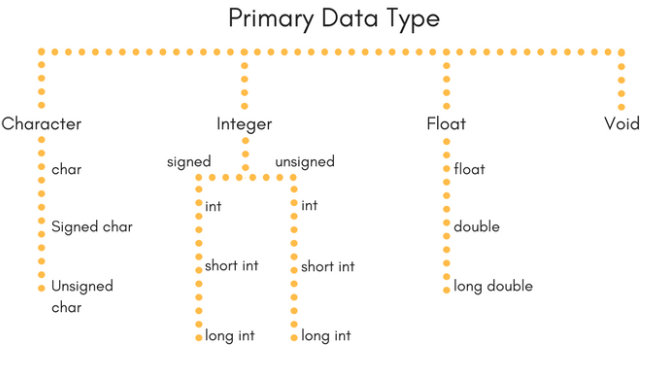 Primary Data Type
Character
Integer
Float
Void
char
Signed char
Unsigned
char
signed
unsigned
int
short int
long int
int
short int
long int
float
double
long double